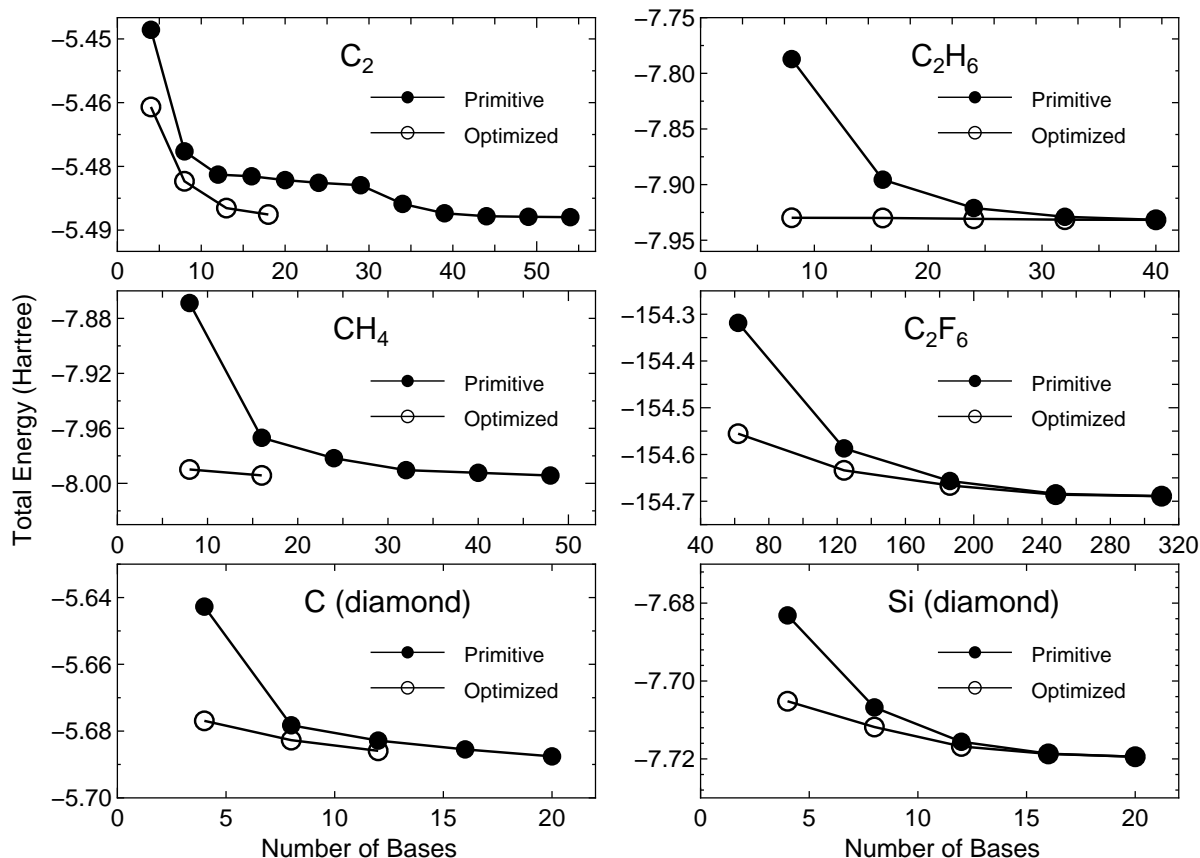 Total Energy (Hartree)
−5.45
−5.46
−5.48
−5.49
C₂
Primitive
Optimized
0 10 20 30 40 50
−7.75
−7.80
−7.85
−7.90
−7.95
C₂H₆
Primitive
Optimized
0 10 20 30 40
−7.88
−7.92
−7.96
−8.00
CH₄
Primitive
Optimized
0 10 20 30 40 50
−154.3
−154.4
−154.5
−154.6
−154.7
C₂F₆
Primitive
Optimized
40 80 120 160 200 240 280 320
−5.64
−5.66
−5.68
−5.70
C (diamond)
Primitive
Optimized
0 5 10 15 20
Number of Bases
−7.68
−7.70
−7.72
Si (diamond)
Primitive
Optimized
0 5 10 15 20
Number of Bases